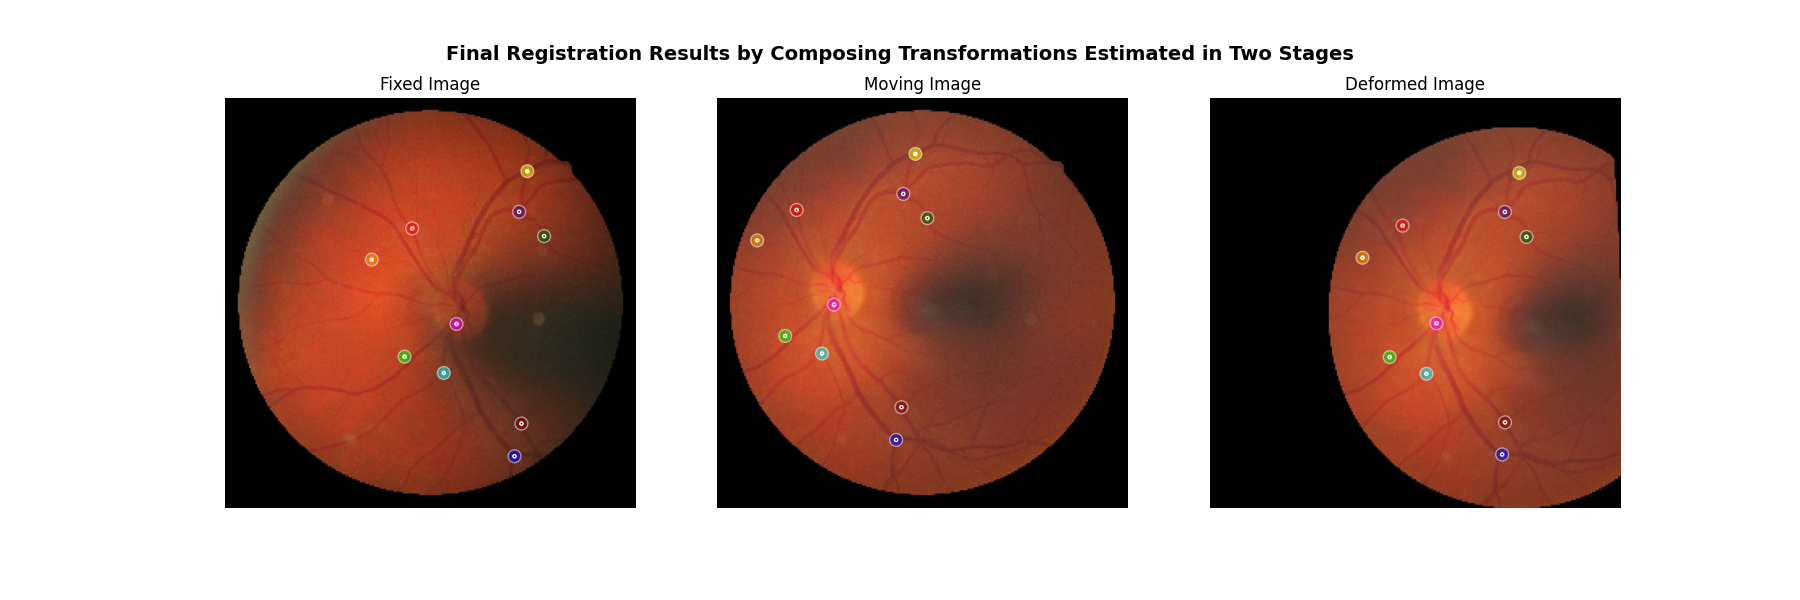 Final Registration Results by Composing Transformations Estimated in Two Stages
Fixed Image
Moving Image
Deformed Image